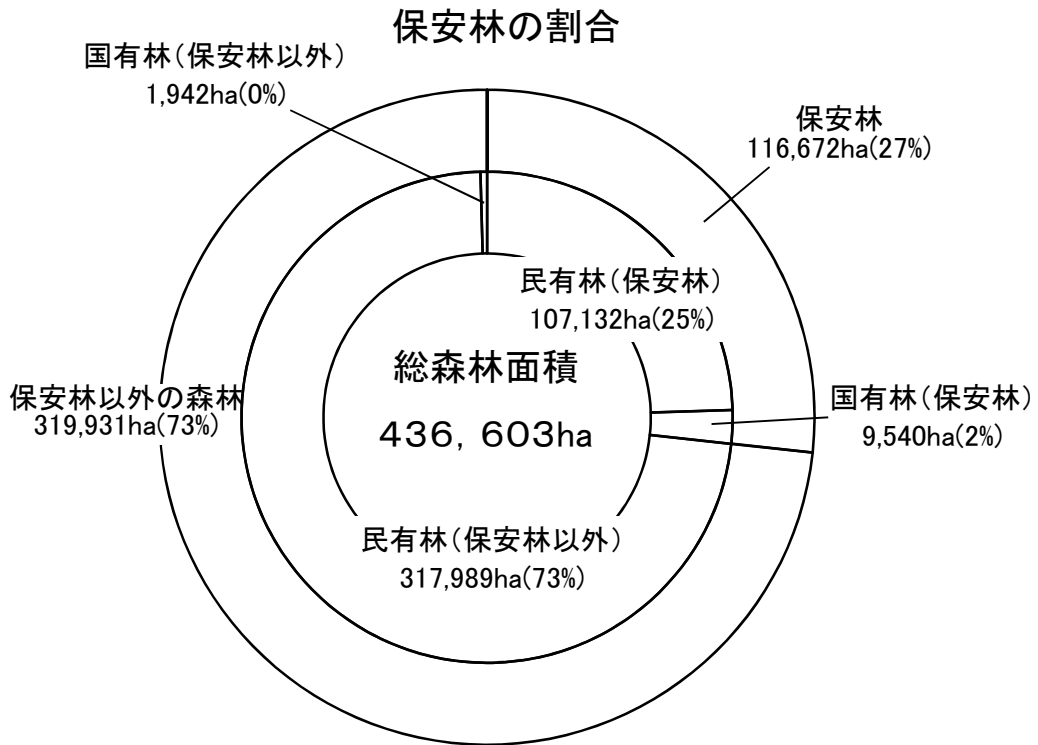 保安林の割合
国有林(保安林以外)
1,942ha(0%)
保安林
116,672ha(27%)
民有林(保安林)
107,132ha(25%)
総森林面積
436，603ha
保安林以外の森林
319,931ha(73%)
国有林(保安林)
9,540ha(2%)
民有林(保安林以外)
317,989ha(73%)